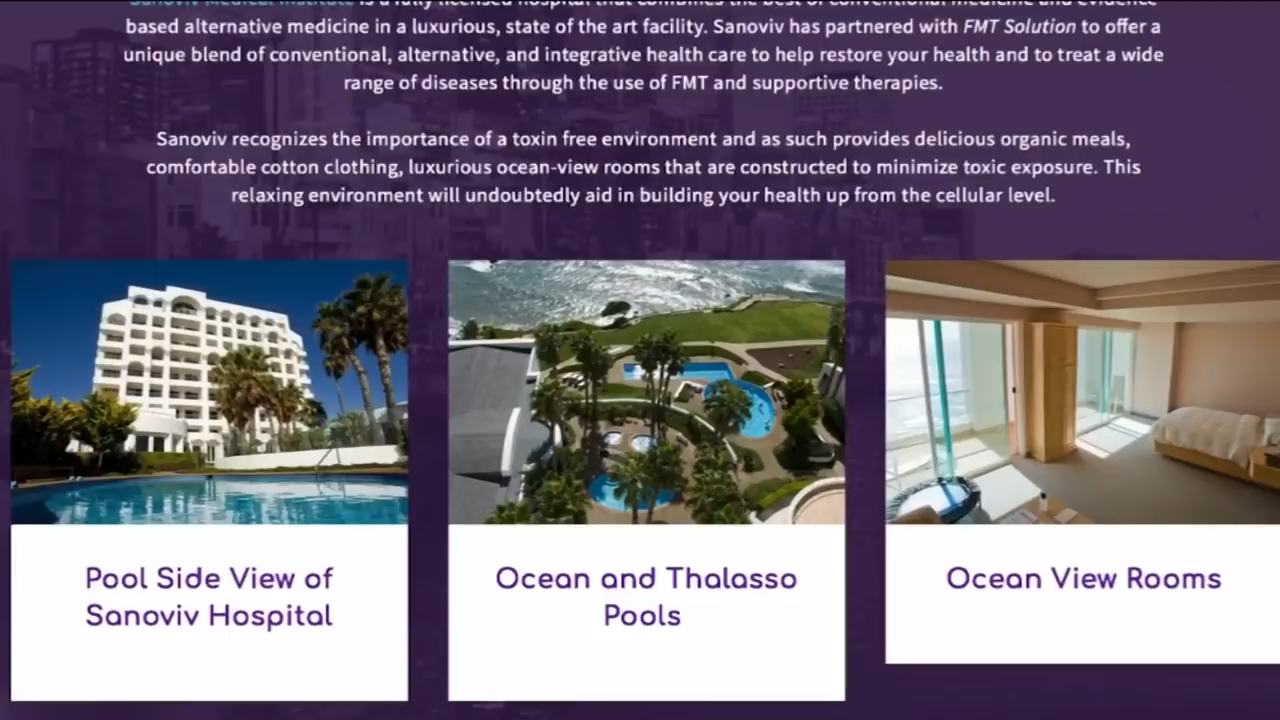 Sanoviv Medical Institute is a fully licensed hospital that combines the best of conventional medicine and evidence
based alternative medicine in a luxurious, state of the art facility. Sanoviv has partnered with FMT Solution to offer a
unique blend of conventional, alternative, and integrative health care to help restore your health and to treat a wide
range of diseases through the use of FMT and supportive therapies.
Sanoviv recognizes the importance of a toxin free environment and as such provides delicious organic meals,
comfortable cotton clothing, luxurious ocean-view rooms that are constructed to minimize toxic exposure. This
relaxing environment will undoubtedly aid in building your health up from the cellular level.
Pool Side View of
Sanoviv Hospital
Ocean and Thalasso
Pools
Ocean View Rooms